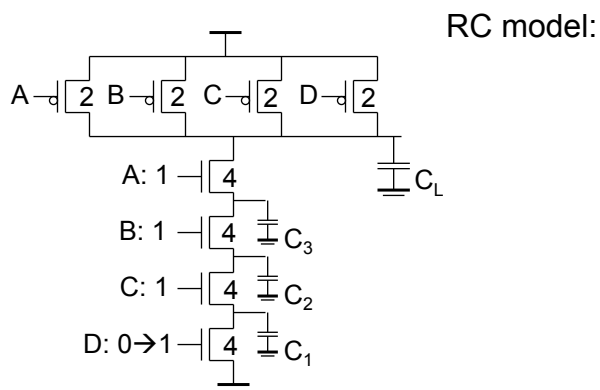 RC model:
A 2 B 2 C 2 D 2
C_L
A: 1 4
C_3
B: 1 4
C_2
C: 1 4
C_1
D: 0→1 4